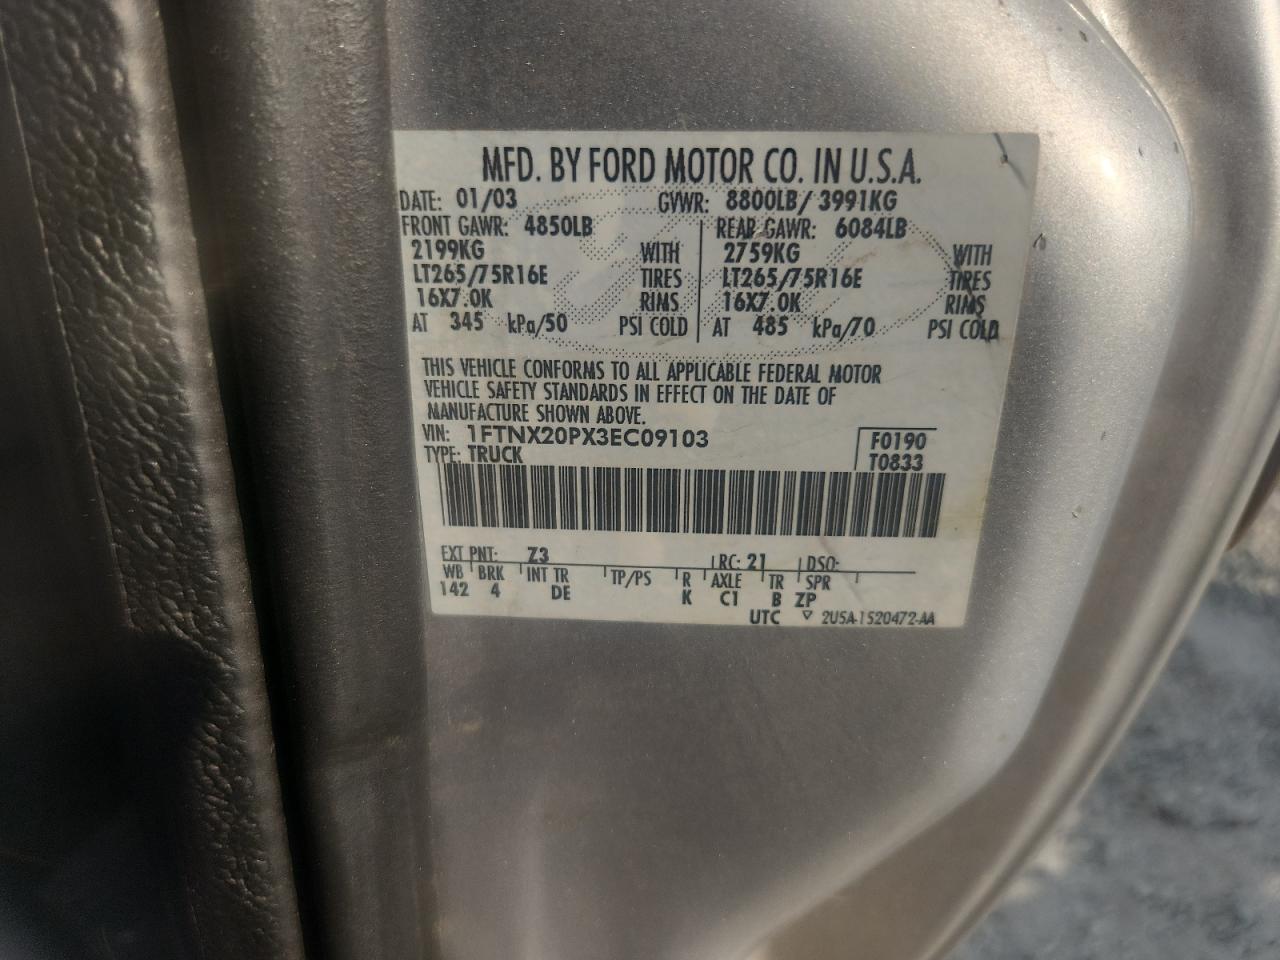 MFD. BY FORD MOTOR CO. IN U.S.A.
DATE: 01/03 GVWR: 8800LB/ 3991KG
FRONT GAWR: 4850LB REAR GAWR: 6084LB
2199KG WITH 2759KG WITH
LT265/75R16E TIRES LT265/75R16E TIRES
16X7.0K RIMS 16X7.0K RIMS
AT 345 kPa/50 PSI COLD AT 485 kPa/70 PSI COLD
THIS VEHICLE CONFORMS TO ALL APPLICABLE FEDERAL MOTOR
VEHICLE SAFETY STANDARDS IN EFFECT ON THE DATE OF
MANUFACTURE SHOWN ABOVE.
VIN: 1FTNX20PX3EC09103 F0190
TYPE: TRUCK T0833
EXT PNT: Z3 RC: 21 DSO:
WB BRK INT TR TP/PS R AXLE TR SPR
142 4 DE K C1 B ZP
UTC ▽ 2U5A-1520472-AA